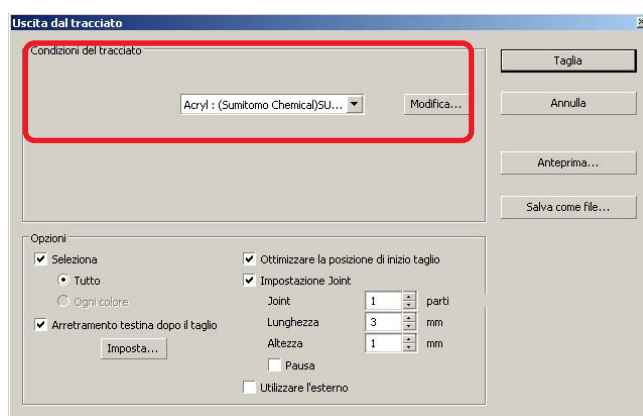 Uscita dal tracciato
Condizioni del tracciato
Acryl : (Sumitomo Chemical)SU...
Modifica...
Taglia
Annulla
Anteprima...
Salva come file...
Opzioni
Seleziona
Tutto
Ogni colore
Arretramento testina dopo il taglio
Imposta...
Ottimizzare la posizione di inizio taglio
Impostazione Joint
Joint 1 parti
Lunghezza 3 mm
Altezza 1 mm
Pausa
Utilizzare l'esterno